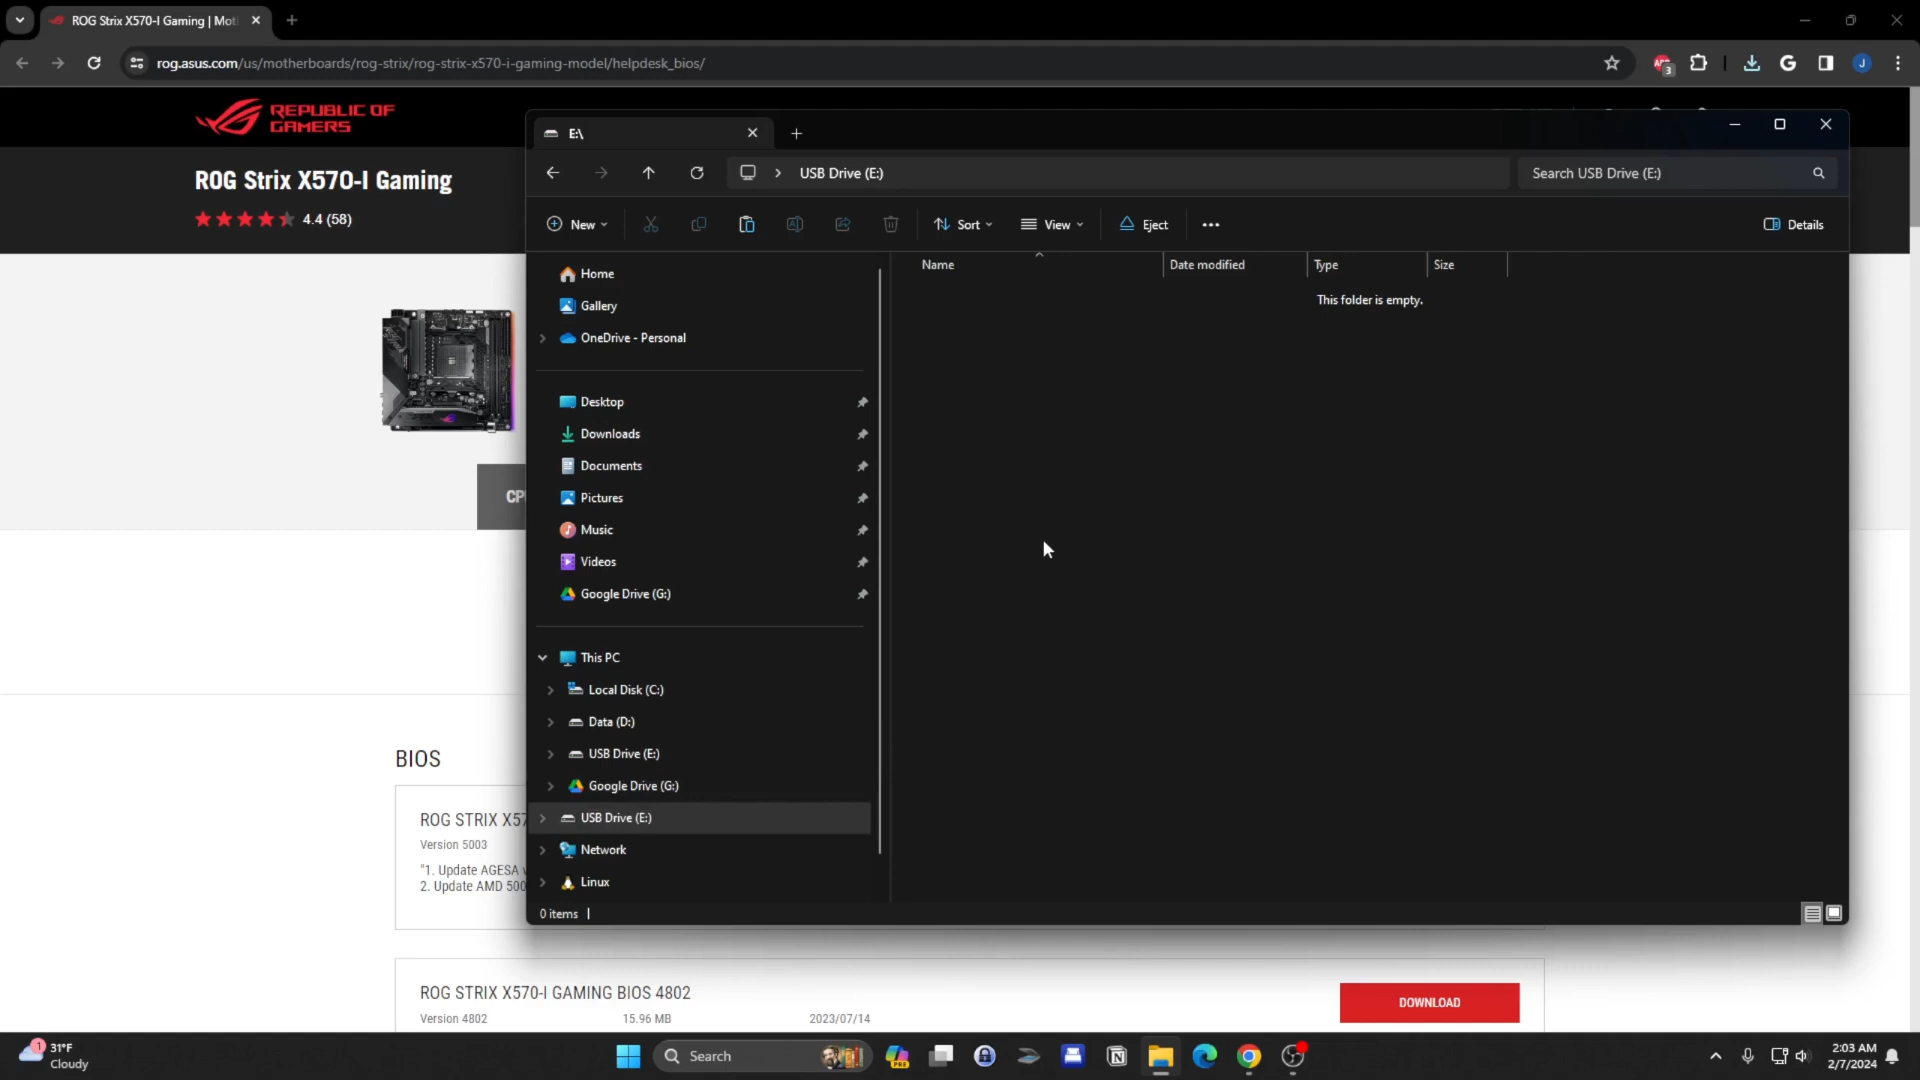 ROG Strix X570-I Gaming | Mot
rog.asus.com/us/motherboards/rog-strix/rog-strix-x570-i-gaming-model/helpdesk_bios/
3
J
REPUBLIC OF
GAMERS
ROG Strix X570-I Gaming
4.4 (58)
CP
BIOS
ROG STRIX X57
Version 5003
"1. Update AGESA v
2. Update AMD 500
ROG STRIX X570-I GAMING BIOS 4802
Version 4802 15.96 MB 2023/07/14
DOWNLOAD
E:\
USB Drive (E:)
Search USB Drive (E:)
New
Sort
View
Eject
Details
Name Date modified Type Size
This folder is empty.
Home
Gallery
OneDrive - Personal
Desktop
Downloads
Documents
Pictures
Music
Videos
Google Drive (G:)
This PC
Local Disk (C:)
Data (D:)
USB Drive (E:)
Google Drive (G:)
USB Drive (E:)
Network
Linux
0 items
1
31°F
Cloudy
Search
PRE
2:03 AM
2/7/2024